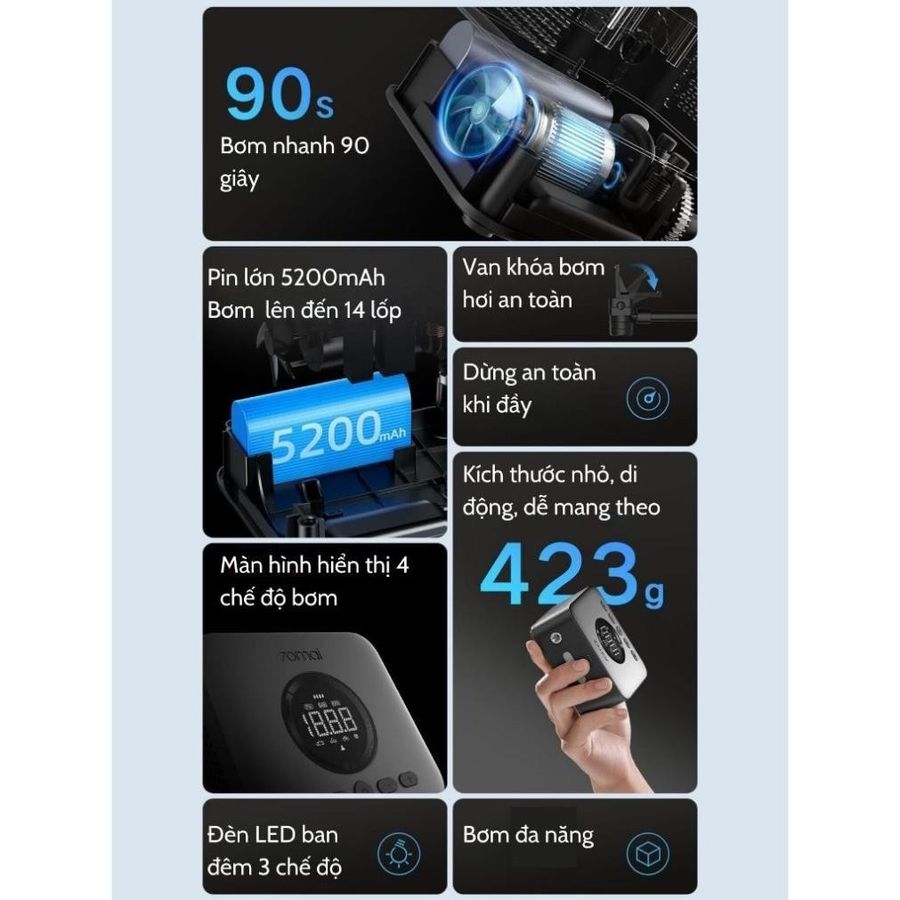 90s
Bơm nhanh 90
giây
Pin lớn 5200mAh
Bơm lên đến 14 lốp
5200mAh
Van khóa bơm
hơi an toàn
Dừng an toàn
khi đầy
Kích thước nhỏ, di
động, dễ mang theo
423g
Màn hình hiển thị 4
chế độ bơm
70mai
188.8
Đèn LED ban
đêm 3 chế độ
Bơm đa năng